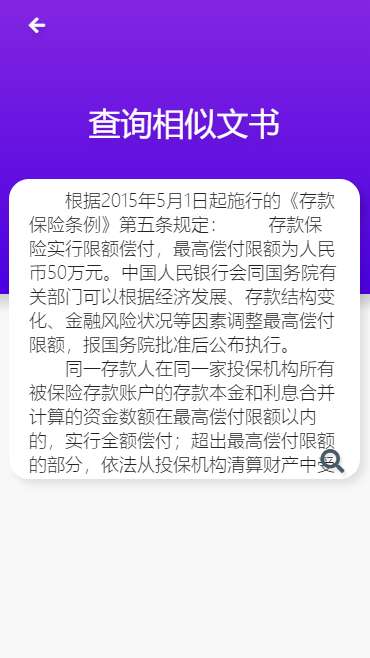 查询相似文书
根据2015年5月1日起施行的《存款
保险条例》第五条规定： 存款保
险实行限额偿付，最高偿付限额为人民
币50万元。中国人民银行会同国务院有
关部门可以根据经济发展、存款结构变
化、金融风险状况等因素调整最高偿付
限额，报国务院批准后公布执行。
同一存款人在同一家投保机构所有
被保险存款账户的存款本金和利息合并
计算的资金数额在最高偿付限额以内
的，实行全额偿付；超出最高偿付限额
的部分，依法从投保机构清算财产中受